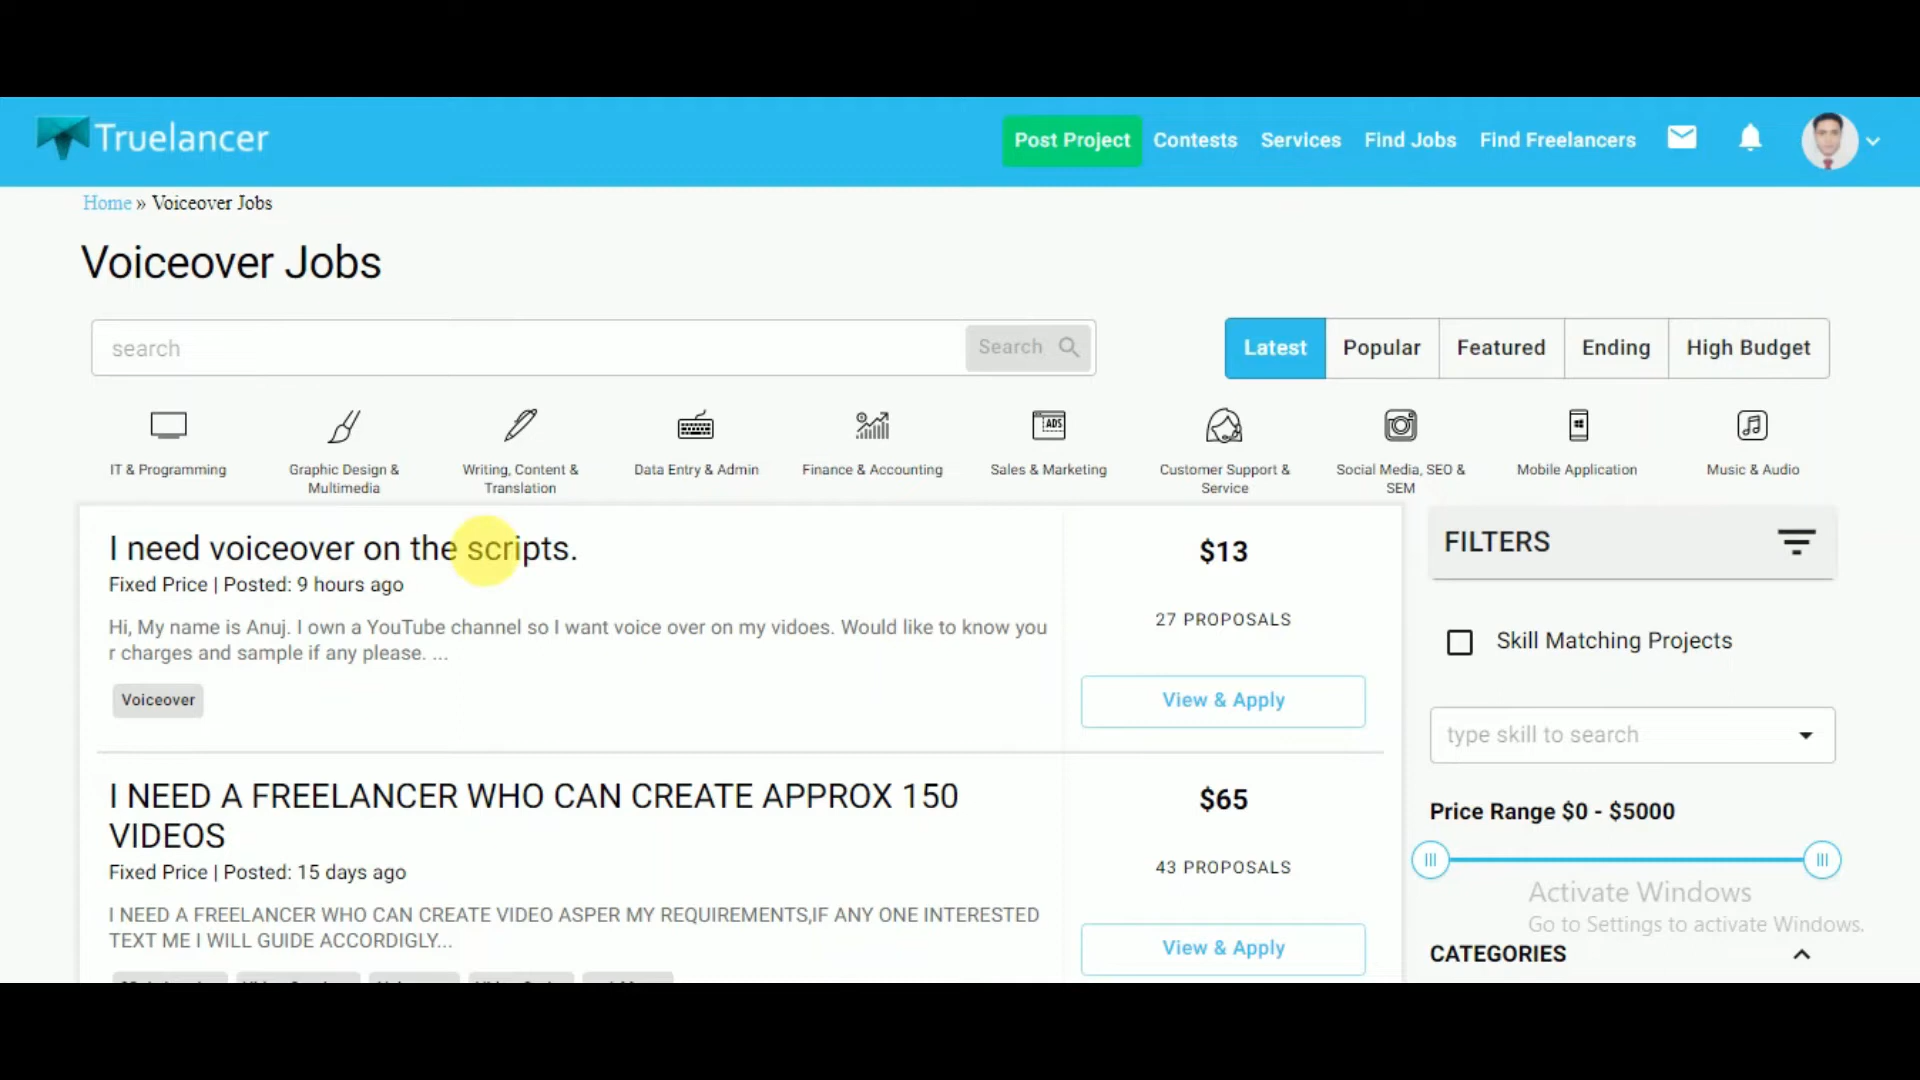 Truelancer
Post Project
Contests
Services
Find Jobs
Find Freelancers
Home » Voiceover Jobs
Voiceover Jobs
search
Search
Latest
Popular
Featured
Ending
High Budget
IT & Programming
Graphic Design &
Multimedia
Writing, Content &
Translation
Data Entry & Admin
Finance & Accounting
ADS
Sales & Marketing
Customer Support &
Service
Social Media, SEO &
SEM
Mobile Application
Music & Audio
I need voiceover on the scripts.
Fixed Price | Posted: 9 hours ago
Hi, My name is Anuj. I own a YouTube channel so I want voice over on my vidoes. Would like to know you
r charges and sample if any please. ...
Voiceover
$13
27 PROPOSALS
View & Apply
I NEED A FREELANCER WHO CAN CREATE APPROX 150
VIDEOS
Fixed Price | Posted: 15 days ago
I NEED A FREELANCER WHO CAN CREATE VIDEO ASPER MY REQUIREMENTS,IF ANY ONE INTERESTED
TEXT ME I WILL GUIDE ACCORDIGLY...
$65
43 PROPOSALS
View & Apply
FILTERS
Skill Matching Projects
type skill to search
Price Range $0 - $5000
Activate Windows
Go to Settings to activate Windows.
CATEGORIES